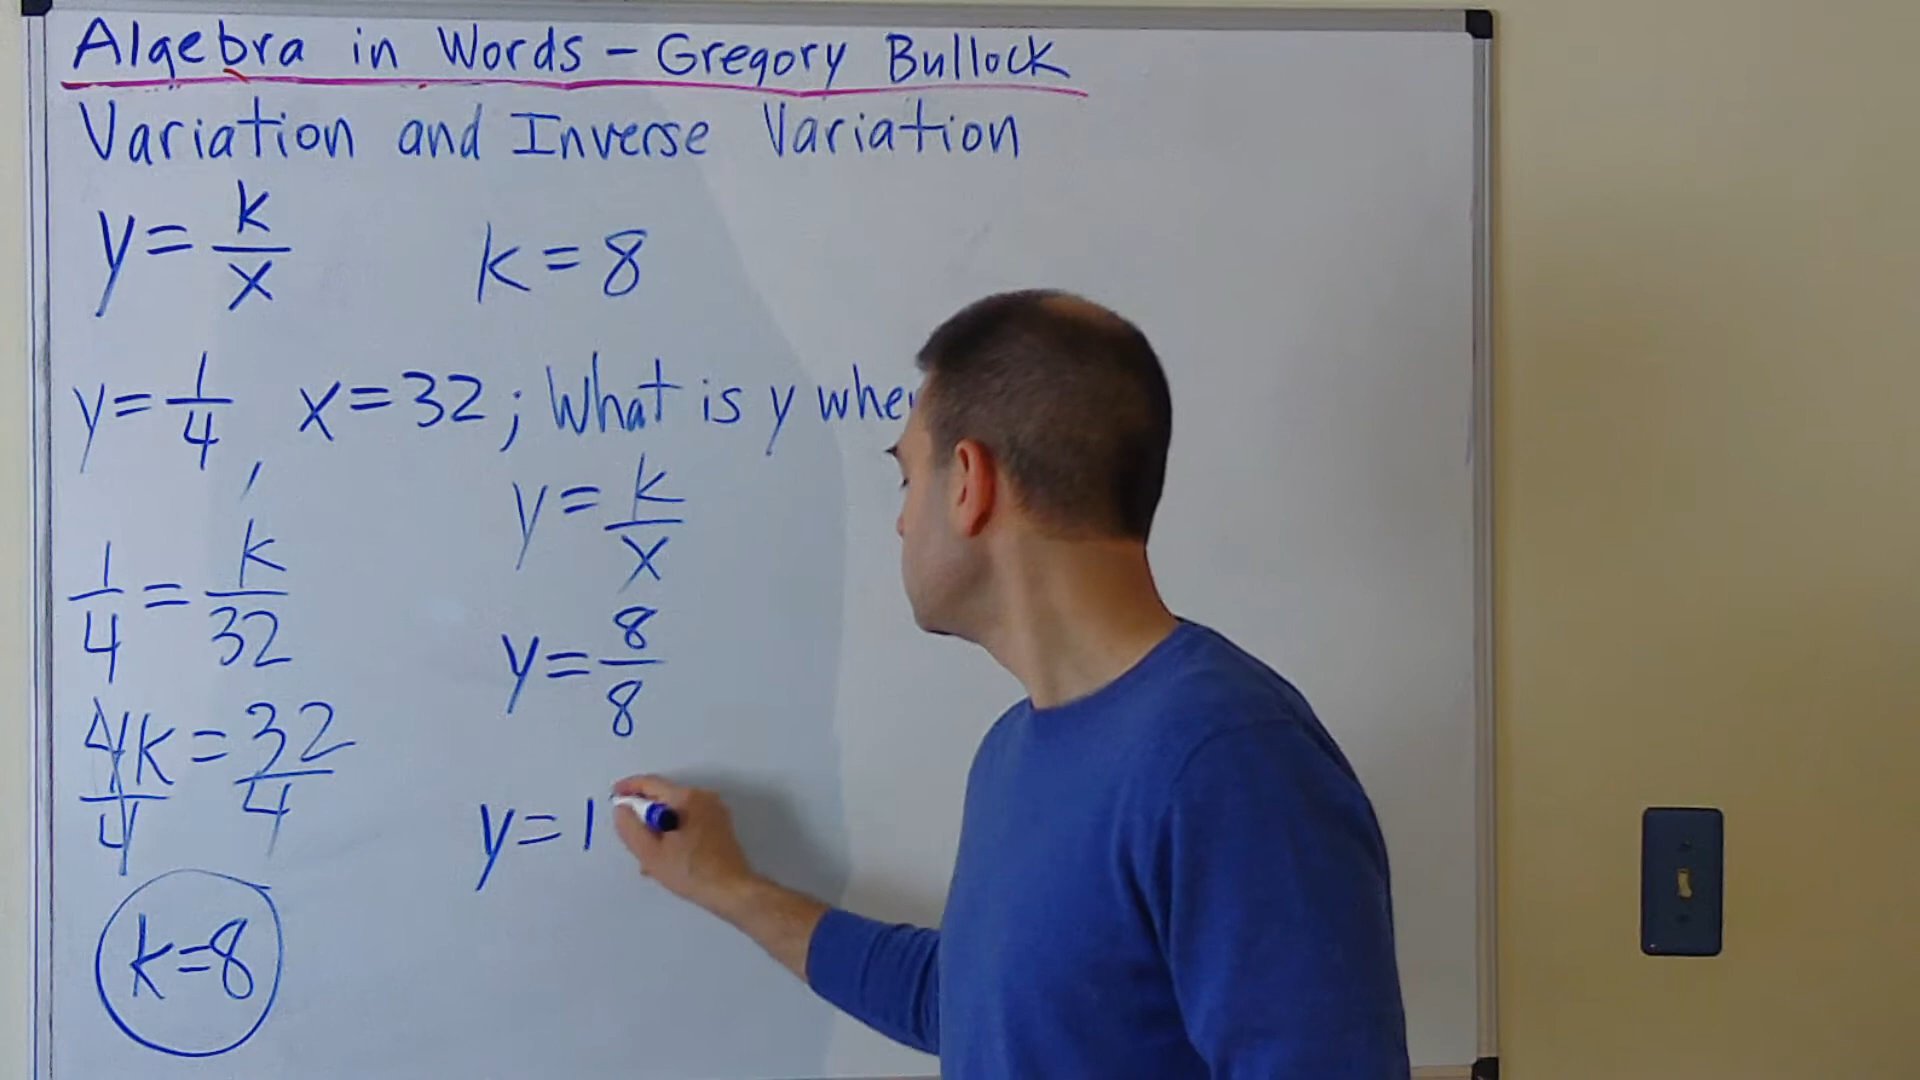 Algebra in Words – Gregory Bullock
Variation and Inverse Variation
y = k/x
k = 8
y = 1/4, x = 32; What is y
1/4 = k/32
4k/4 = 32/4
k=8
y = k/x
y = 8/8
y = 1